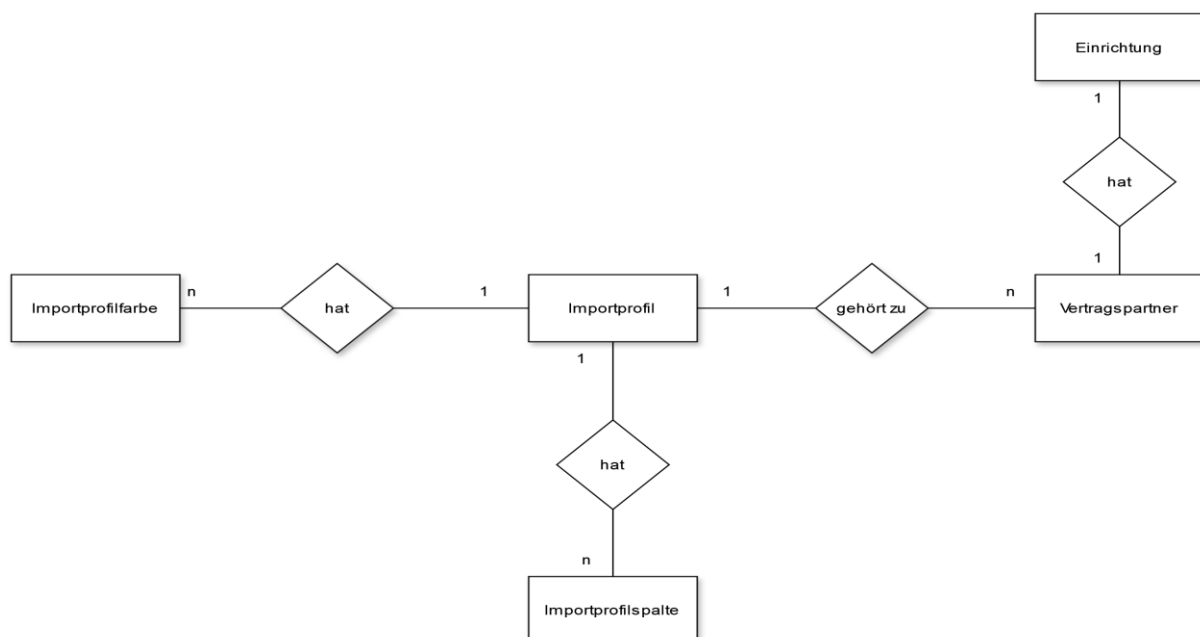 Einrichtung
1
hat
1
Importprofilfarbe
n
hat
1
Importprofil
1
gehört zu
n
Vertragspartner
1
hat
n
Importprofilspalte